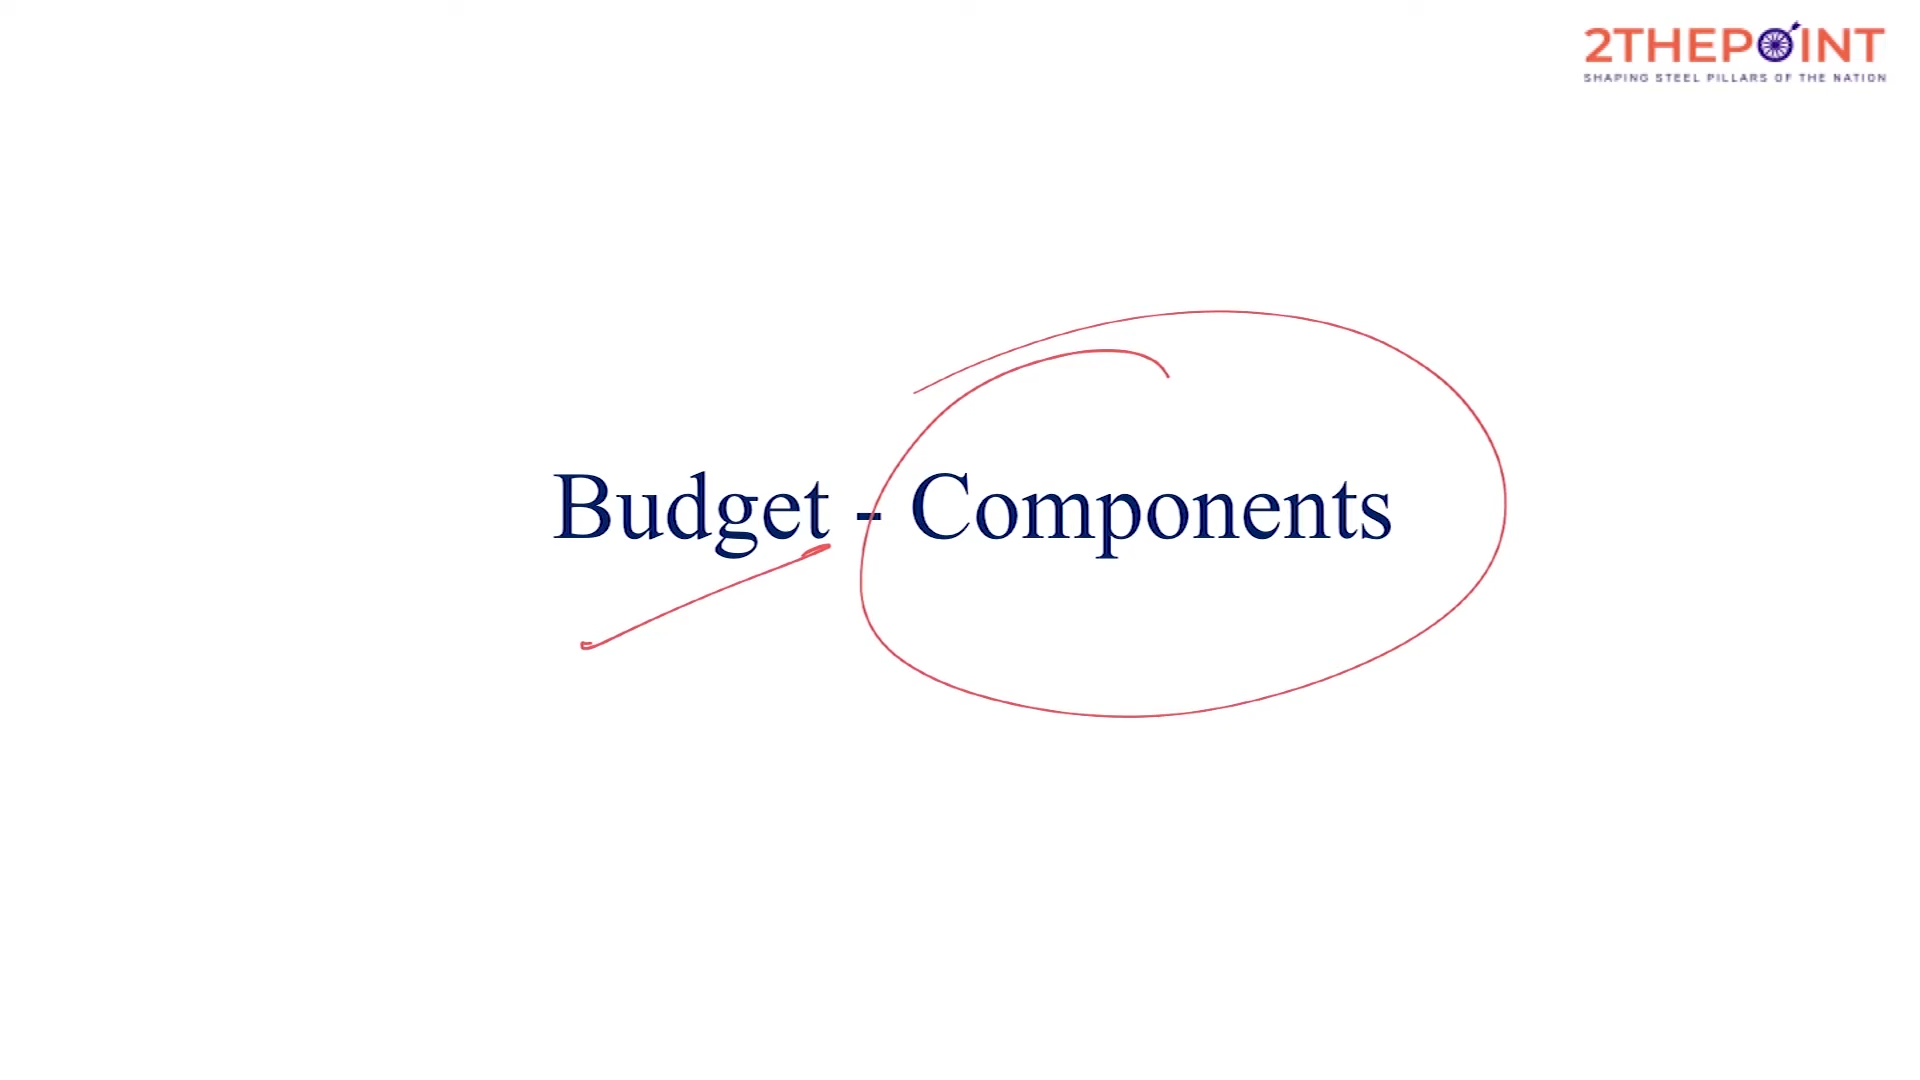 2THEPOINT
SHAPING STEEL PILLARS OF THE NATION
Budget - Components